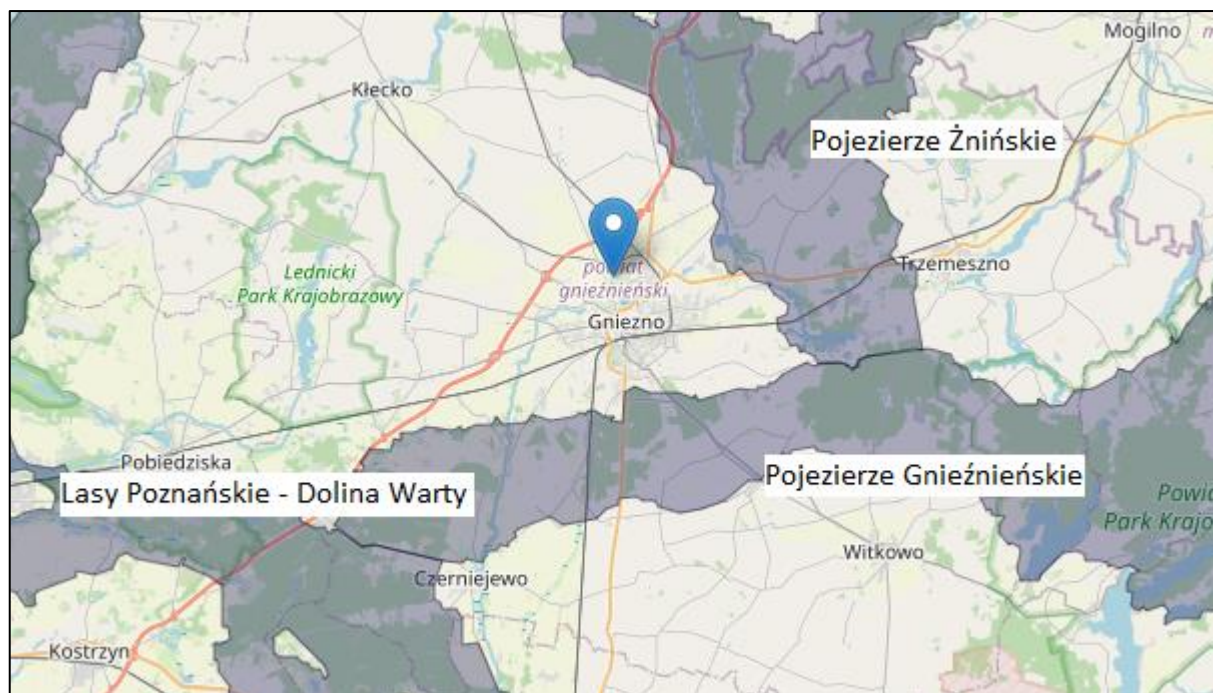 Mogilno
Kłecko
Pojezierze Żnińskie
Lednicki
Park Krajobrazowy
powiat
gnieźnieński
Trzemeszno
Gniezno
Pobiedziska
Lasy Poznańskie - Dolina Warty
Pojezierze Gnieźnieńskie
Park Krajo
Witkowo
Czerniejewo
Kostrzyn